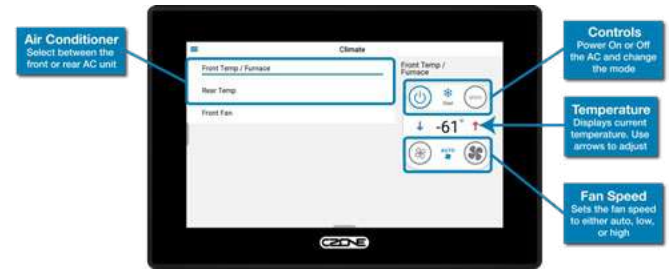 Air Conditioner
Select between the
front or rear AC unit
Climate
Front Temp / Furnace
Rear Temp
Front Fan
Front Temp /
Furnace
Cool
MODE
-61°
AUTO
CZONE
Controls
Power On or Off
the AC and change
the mode
Temperature
Displays current
temperature. Use
arrows to adjust
Fan Speed
Sets the fan speed
to either auto, low,
or high